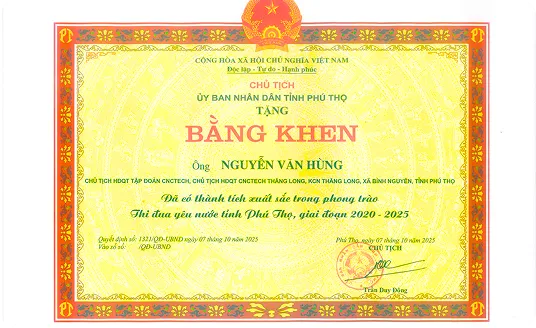 CỘNG HÒA XÃ HỘI CHỦ NGHĨA VIỆT NAM
Độc lập - Tự do - Hạnh phúc
CHỦ TỊCH
ỦY BAN NHÂN DÂN TỈNH PHÚ THỌ
TẶNG
BẰNG KHEN
Ông NGUYỄN VĂN HÙNG
CHỦ TỊCH HĐQT TẬP ĐOÀN CNCTECH, CHỦ TỊCH HĐQT CNCTECH THĂNG LONG, KCN THĂNG LONG, XÃ BÌNH NGUYÊN, TỈNH PHÚ THỌ
Đã có thành tích xuất sắc trong phong trào
Thi đua yêu nước tỉnh Phú Thọ, giai đoạn 2020 - 2025
Quyết định số: 1321/QĐ-UBND ngày 07 tháng 10 năm 2025
Vào sổ số: /QĐ-UBND
Phú Thọ, ngày 07 tháng 10 năm 2025
CHỦ TỊCH
Trần Duy Đông